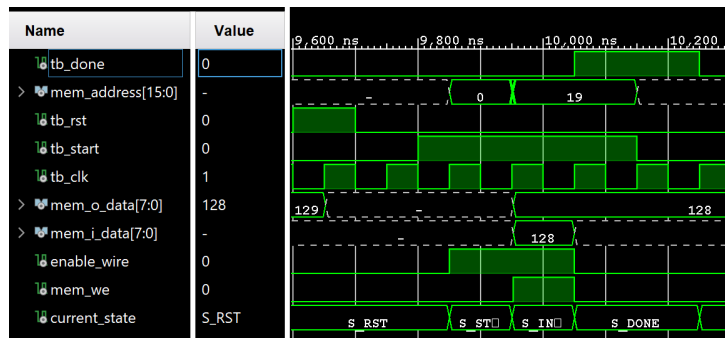 Name Value
9,600 ns 9,800 ns 10,000 ns 10,200
tb_done 0
mem_address[15:0] - - 0 19
tb_rst 0
tb_start 0
tb_clk 1
mem_o_data[7:0] 128 129 - 128
mem_i_data[7:0] - - 128
enable_wire 0
mem_we 0
current_state S_RST S_RST S_ST□ S_IN□ S_DONE